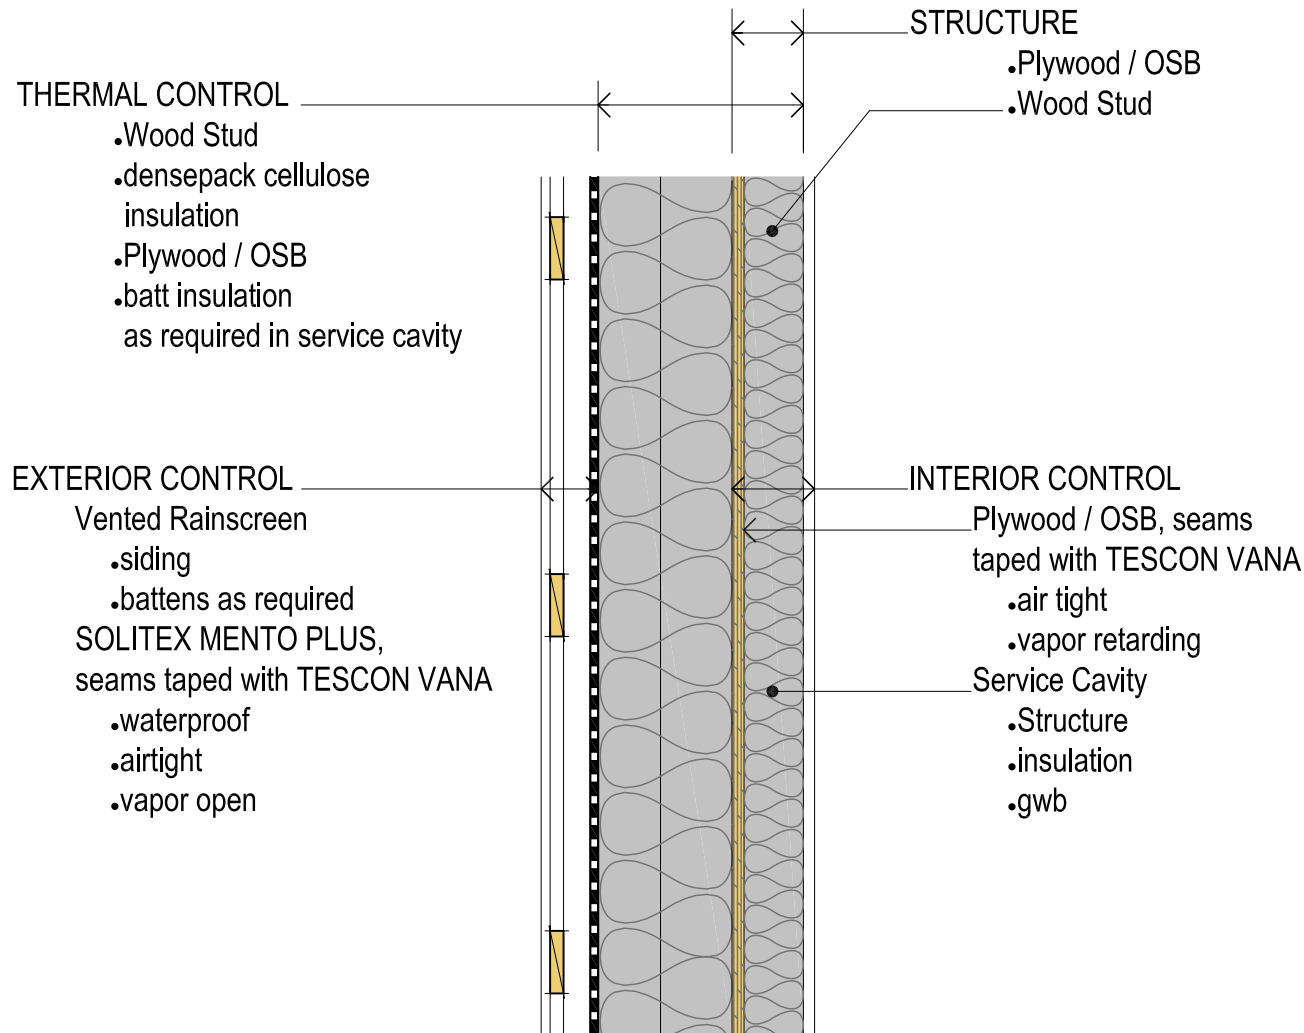 STRUCTURE
.Plywood / OSB
.Wood Stud
THERMAL CONTROL
.Wood Stud
.densepack cellulose
insulation
.Plywood / OSB
.batt insulation
as required in service cavity
EXTERIOR CONTROL
Vented Rainscreen
.siding
.battens as required
SOLITEX MENTO PLUS,
seams taped with TESCON VANA
.waterproof
.airtight
.vapor open
INTERIOR CONTROL
Plywood / OSB, seams
taped with TESCON VANA
.air tight
.vapor retarding
Service Cavity
.Structure
.insulation
.gwb